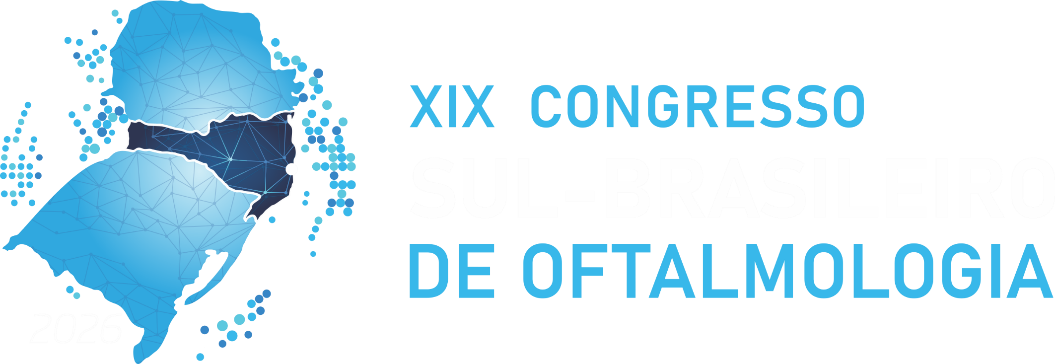 XIX CONGRESSO
SUL-BRASILEIRO
DE OFTALMOLOGIA
2026